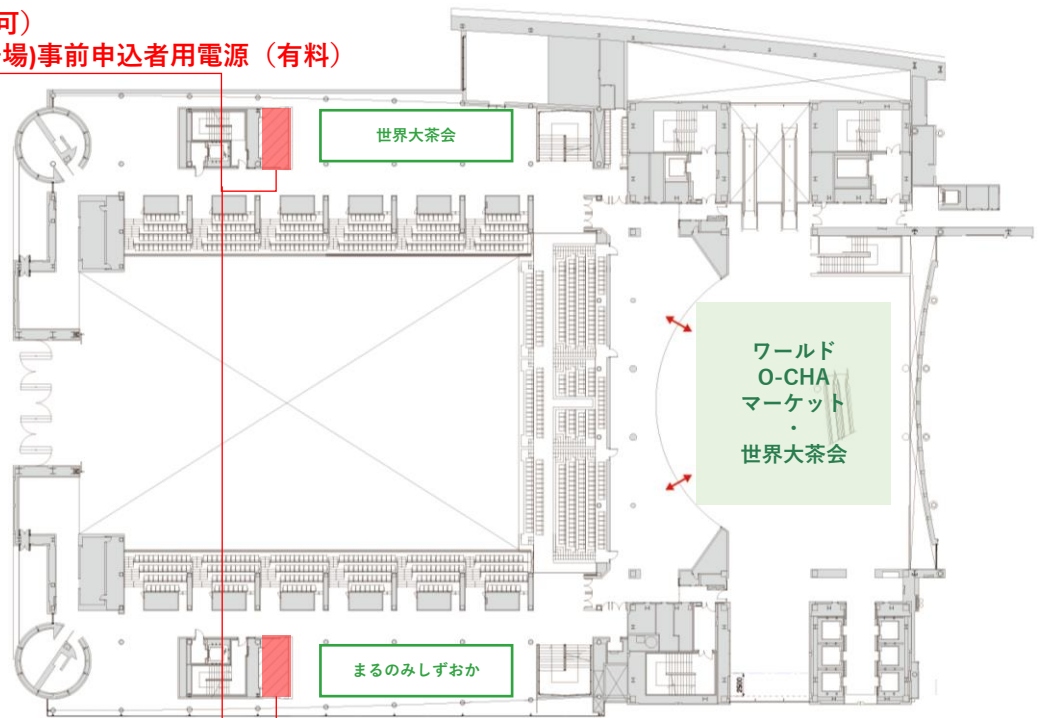 可）
場)事前申込者用電源（有料）
世界大茶会
ワールド
O-CHA
マーケット
・
世界大茶会
まるのみしずおか
2500